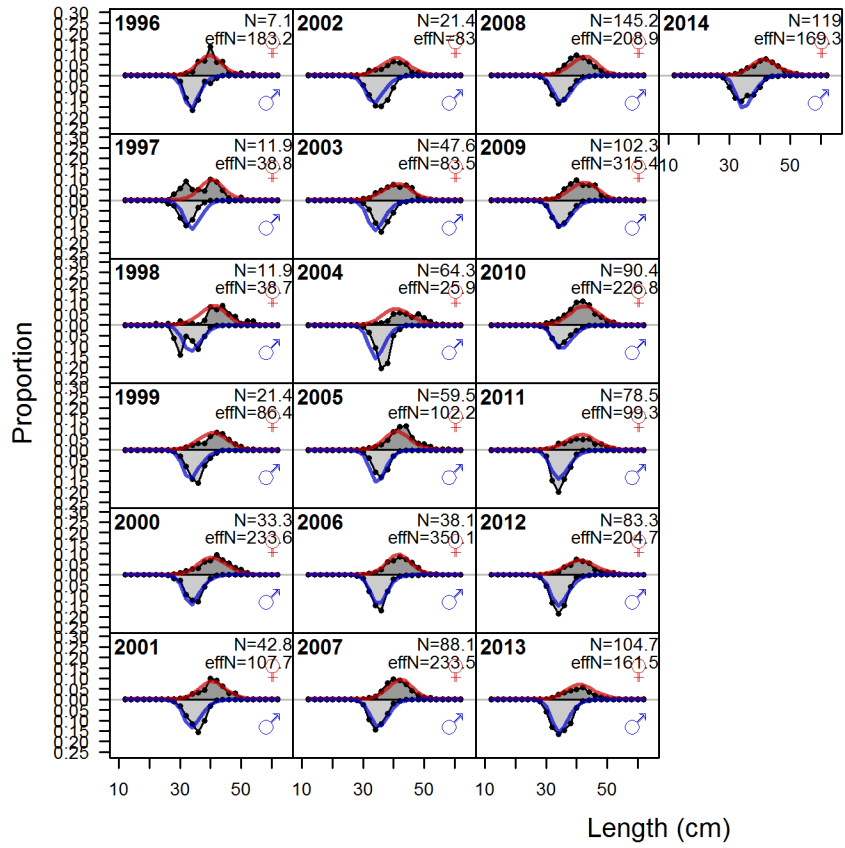 0.30
1996
N=7.1
effN=183.2
2002
N=21.4
effN=83
2008
N=145.2
effN=208.9
2014
N=119
effN=169.3
1997
N=11.9
effN=38.8
2003
N=47.6
effN=83.5
2009
N=102.3
effN=315.4
10
30
50
1998
N=11.9
effN=38.7
2004
N=64.3
effN=25.9
2010
N=90.4
effN=226.8
Proportion
1999
N=21.4
effN=86.4
2005
N=59.5
effN=102.2
2011
N=78.5
effN=99.3
2000
N=33.3
effN=233.6
2006
N=38.1
effN=350.1
2012
N=83.3
effN=204.7
2001
N=42.8
effN=107.7
2007
N=88.1
effN=233.5
2013
N=104.7
effN=161.5
0.25
10 30 50 10 30 50 10 30 50
Length (cm)